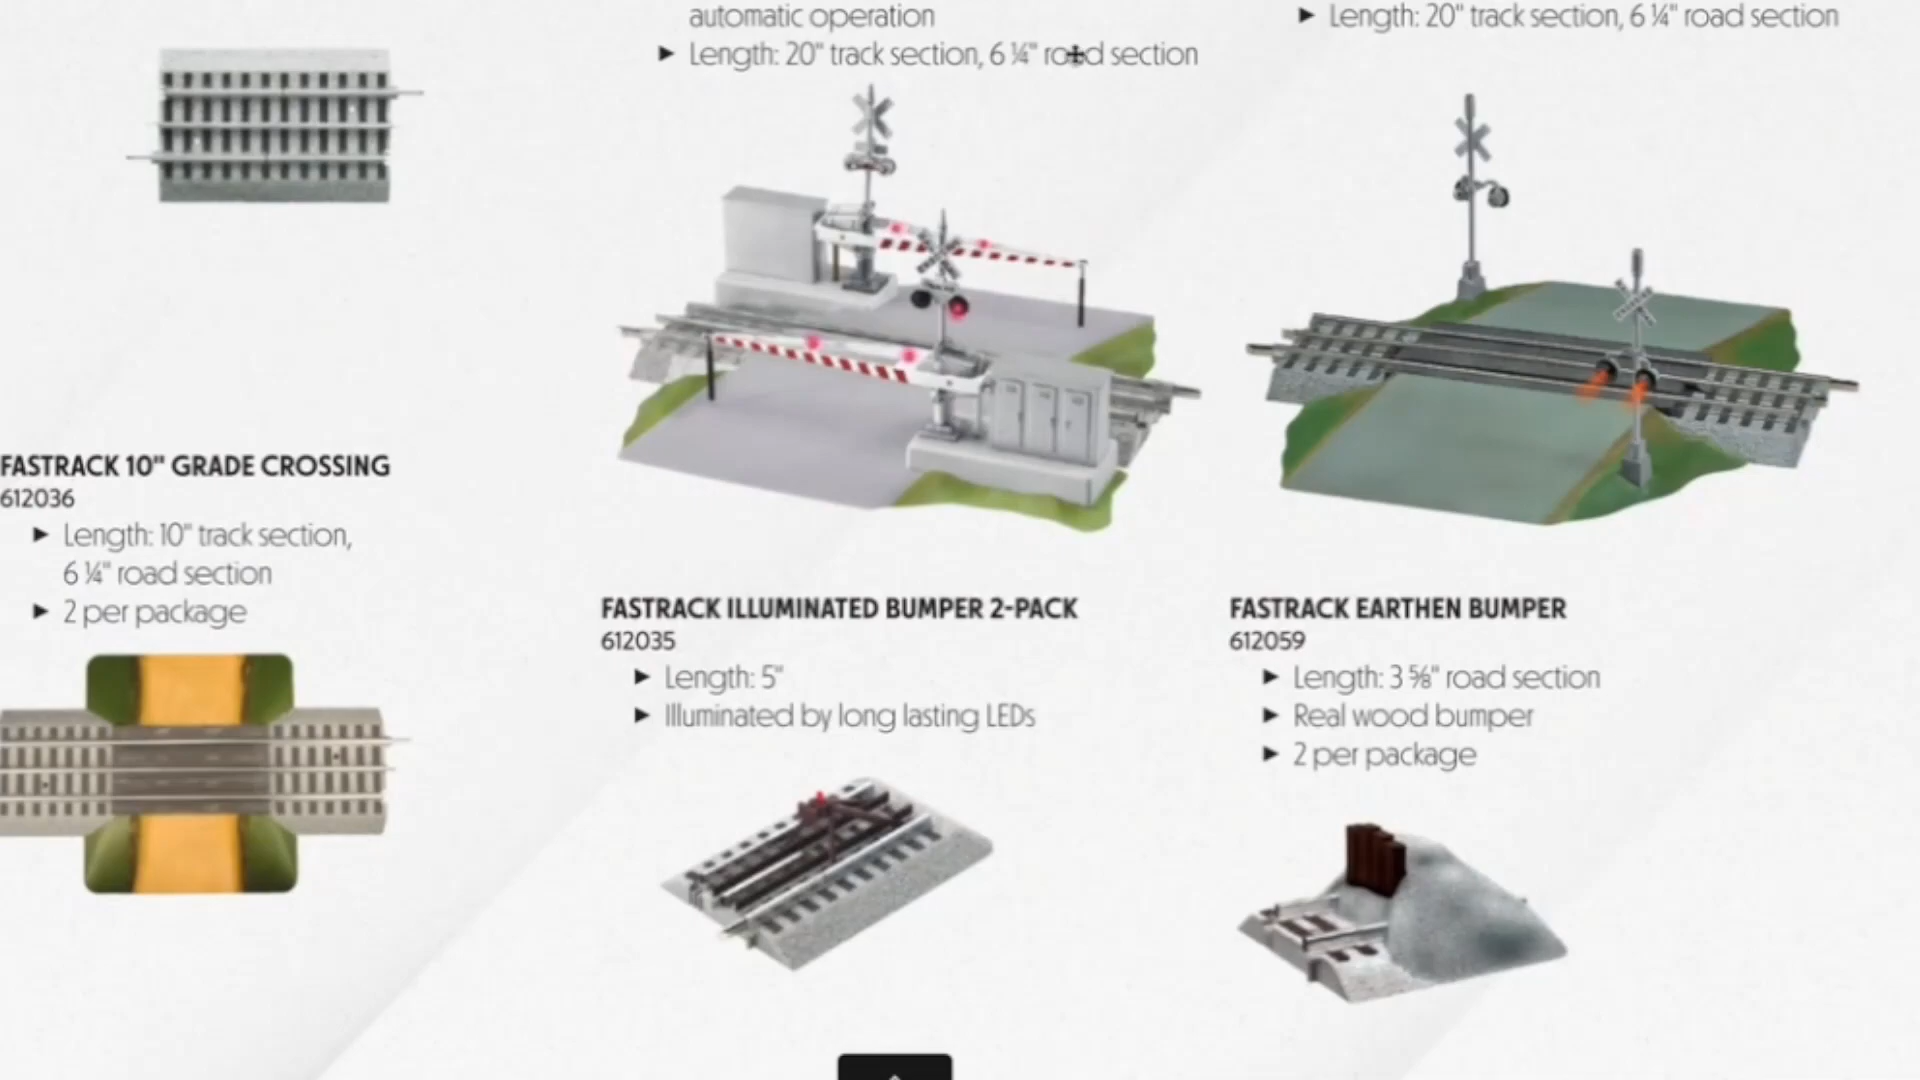 automatic operation
► Length: 20" track section, 6 ¼" road section
► Length: 20" track section, 6 ¼" road section
FASTRACK 10" GRADE CROSSING
612036
► Length: 10" track section,
6 ¼" road section
► 2 per package
FASTRACK ILLUMINATED BUMPER 2-PACK
612035
► Length: 5"
► Illuminated by long lasting LEDs
FASTRACK EARTHEN BUMPER
612059
► Length: 3 ⅝" road section
► Real wood bumper
► 2 per package